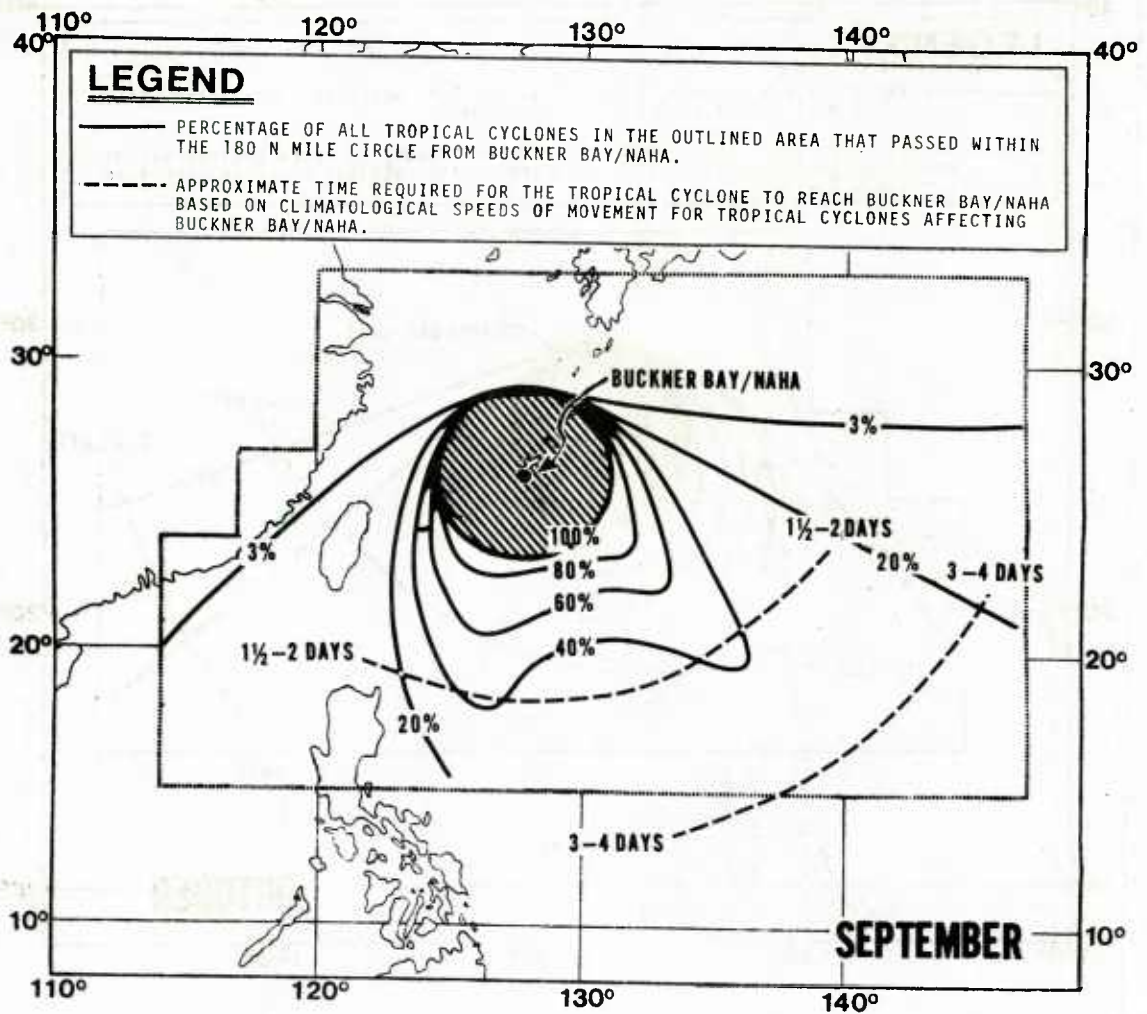 110°
120°
130°
140°
40°
40°
LEGEND
PERCENTAGE OF ALL TROPICAL CYCLONES IN THE OUTLINED AREA THAT PASSED WITHIN
THE 180 N MILE CIRCLE FROM BUCKNER BAY/NAHA.
APPROXIMATE TIME REQUIRED FOR THE TROPICAL CYCLONE TO REACH BUCKNER BAY/NAHA
BASED ON CLIMATOLOGICAL SPEEDS OF MOVEMENT FOR TROPICAL CYCLONES AFFECTING
BUCKNER BAY/NAHA.
30°
30°
BUCKNER BAY/NAHA
3%
1½-2 DAYS
100%
3%
20%
3-4 DAYS
80%
60%
20°
1½-2 DAYS
40%
20°
20%
3-4 DAYS
10°
SEPTEMBER
10°
110°
120°
130°
140°